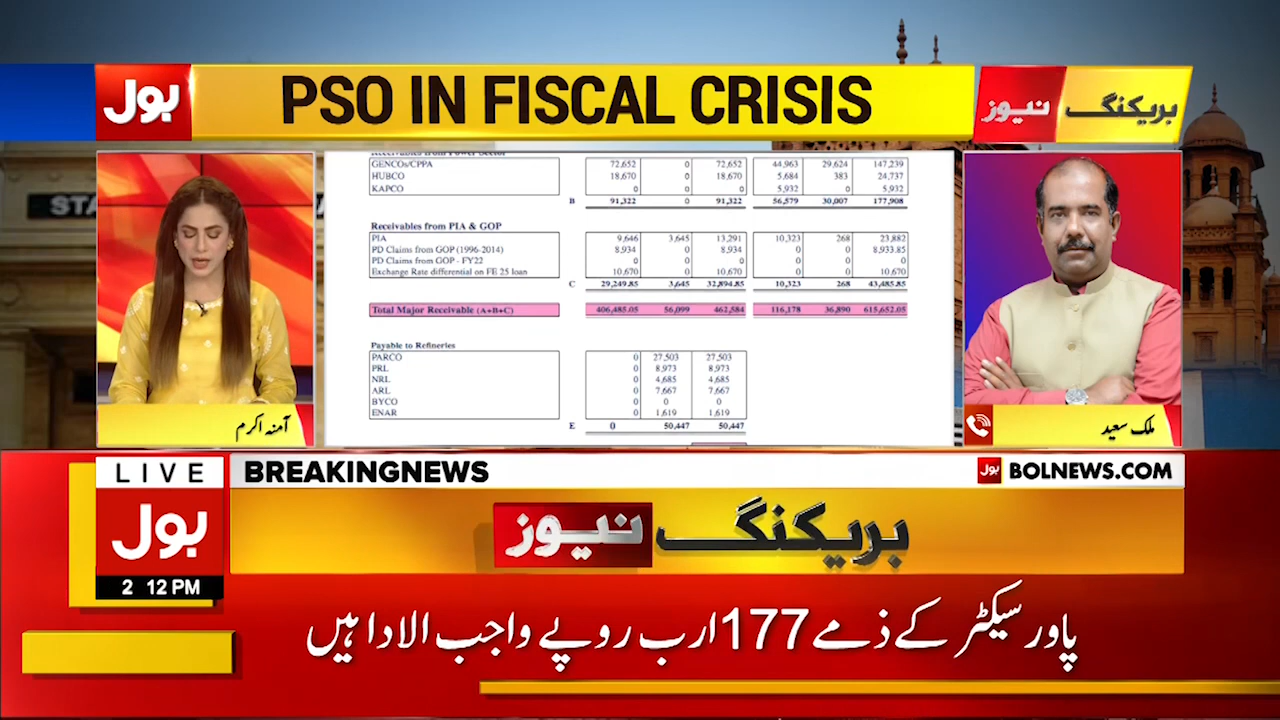 بول
PSO IN FISCAL CRISIS
بریکنگ نیوز
STA
Receivables from Power Sector
GENCOs/CPPA 72,652 0 72,652 44,963 29,624 147,239
HUBCO 18,670 0 18,670 5,684 383 24,737
KAPCO 0 0 0 5,932 0 5,932
B 91,322 0 91,322 56,579 30,007 177,908
Receivables from PIA & GOP
PIA 9,646 3,645 13,291 10,323 268 23,882
PD Claims from GOP (1996-2014) 8,934 0 8,934 0 0 8,933.85
PD Claims from GOP - FY22 0 0 0 0 0 0
Exchange Rate differential on FE 25 loan 10,670 0 10,670 0 0 10,670
C 29,249.85 3,645 32,894.85 10,323 268 43,485.85
Total Major Receivable (A+B+C) 406,485.05 56,099 462,584 116,178 36,890 615,652.05
Payable to Refineries
PARCO 0 27,503 27,503
PRL 0 8,973 8,973
NRL 0 4,685 4,685
ARL 0 7,667 7,667
BYCO 0 0 0
ENAR 0 1,619 1,619
E 0 50,447 50,447
آمنہ اکرم
ملک سعید
LIVE
BREAKINGNEWS
بول
BOLNEWS.COM
بول
2 12 PM
بریکنگ نیوز
پاور سیکٹر کے ذمے 177 ارب روپے واجب الادا ہیں